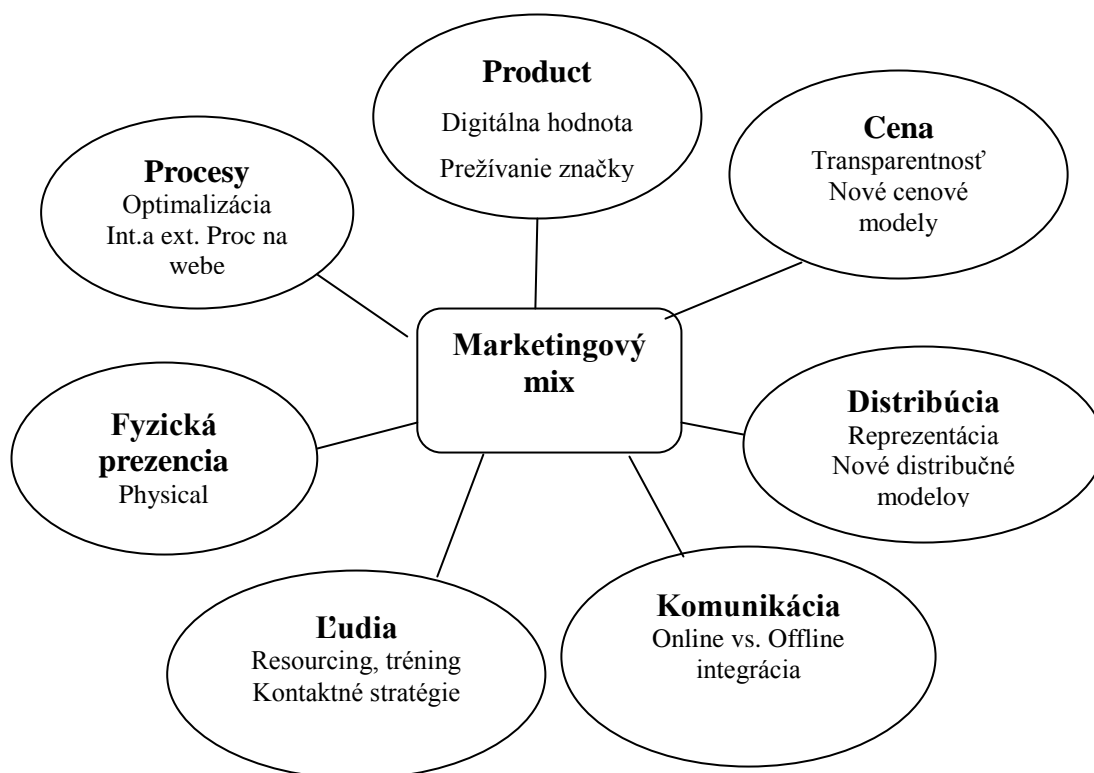 Product
Digitálna hodnota
Prežívanie značky
Cena
Transparentnosť
Nové cenové
modely
Procesy
Optimalizácia
Int.a ext. Proc na
webe
Marketingový
mix
Distribúcia
Reprezentácia
Nové distribučné
modelov
Fyzická
prezencia
Physical
Komunikácia
Online vs. Offline
integrácia
Ľudia
Resourcing, tréning
Kontaktné stratégie